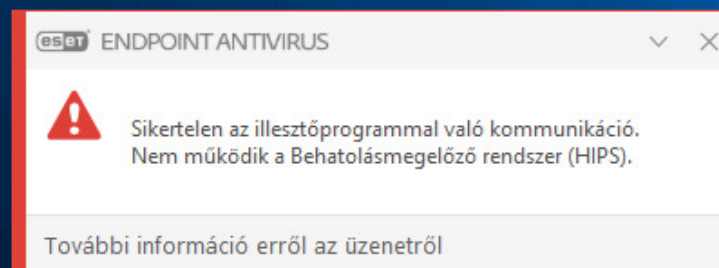 eset ENDPOINT ANTIVIRUS
Sikertelen az illesztőprogrammal való kommunikáció.
Nem működik a Behatolásmegelőző rendszer (HIPS).
További információ erről az üzenetről